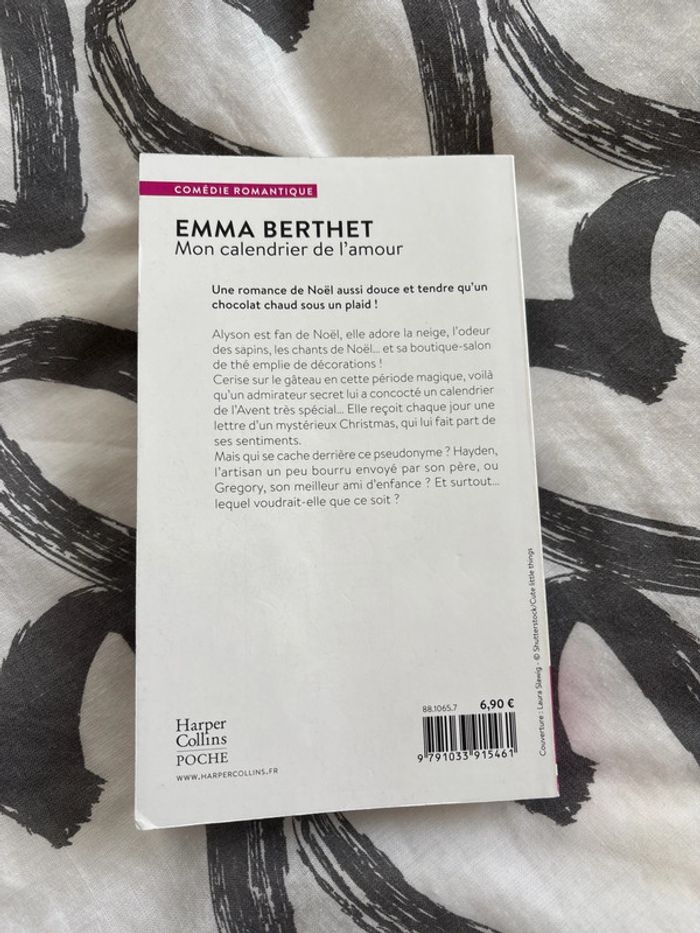 COMÉDIE ROMANTIQUE
EMMA BERTHET
Mon calendrier de l'amour
Une romance de Noël aussi douce et tendre qu'un
chocolat chaud sous un plaid !
Alyson est fan de Noël, elle adore la neige, l'odeur
des sapins, les chants de Noël… et sa boutique-salon
de thé emplie de décorations !
Cerise sur le gâteau en cette période magique, voilà
qu'un admirateur secret lui a concocté un calendrier
de l'Avent très spécial… Elle reçoit chaque jour une
lettre d'un mystérieux Christmas, qui lui fait part de
ses sentiments.
Mais qui se cache derrière ce pseudonyme ? Hayden,
l'artisan un peu bourru envoyé par son père, ou
Gregory, son meilleur ami d'enfance ? Et surtout…
lequel voudrait-elle que ce soit ?
Couverture : Laura Slawig - © Shutterstock/Cute little things
88.1065.7 6,90 €
9 791033 915461
Harper
Collins
POCHE
WWW.HARPERCOLLINS.FR